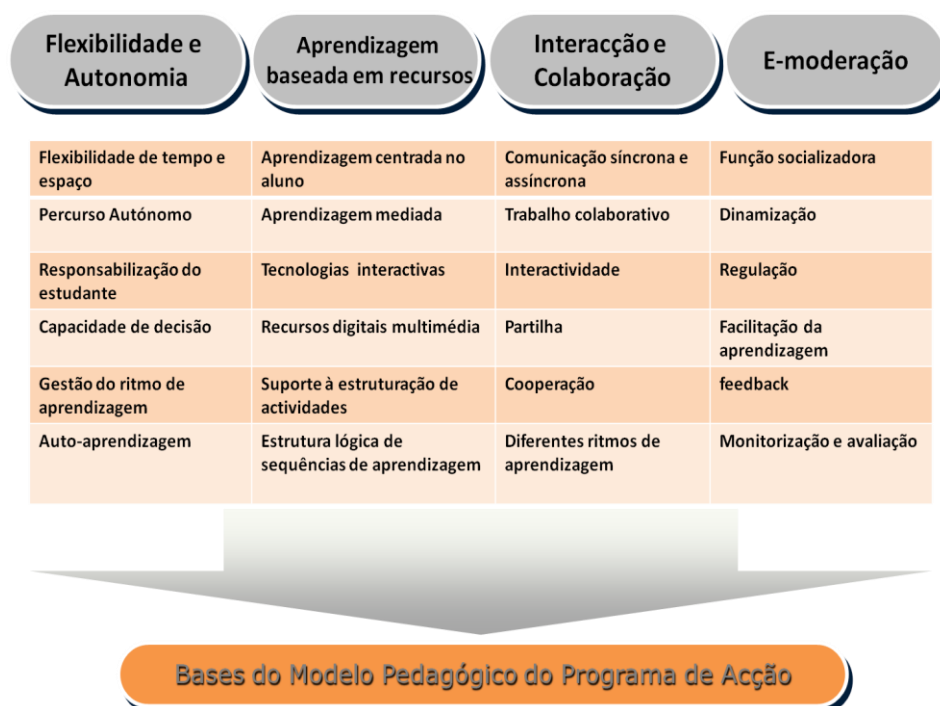 Flexibilidade e
Autonomia
Aprendizagem
baseada em recursos
Interacção e
Colaboração
E-moderação
Flexibilidade de tempo e
espaço
Aprendizagem centrada no
aluno
Comunicação síncrona e
assíncrona
Função socializadora
Percurso Autónomo
Aprendizagem mediada
Trabalho colaborativo
Dinamização
Responsabilização do
estudante
Tecnologias interactivas
Interactividade
Regulação
Capacidade de decisão
Recursos digitais multimédia
Partilha
Facilitação da
aprendizagem
Gestão do ritmo de
aprendizagem
Suporte à estruturação de
actividades
Cooperação
feedback
Auto-aprendizagem
Estrutura lógica de
sequências de aprendizagem
Diferentes ritmos de
aprendizagem
Monitorização e avaliação
Bases do Modelo Pedagógico do Programa de Acção